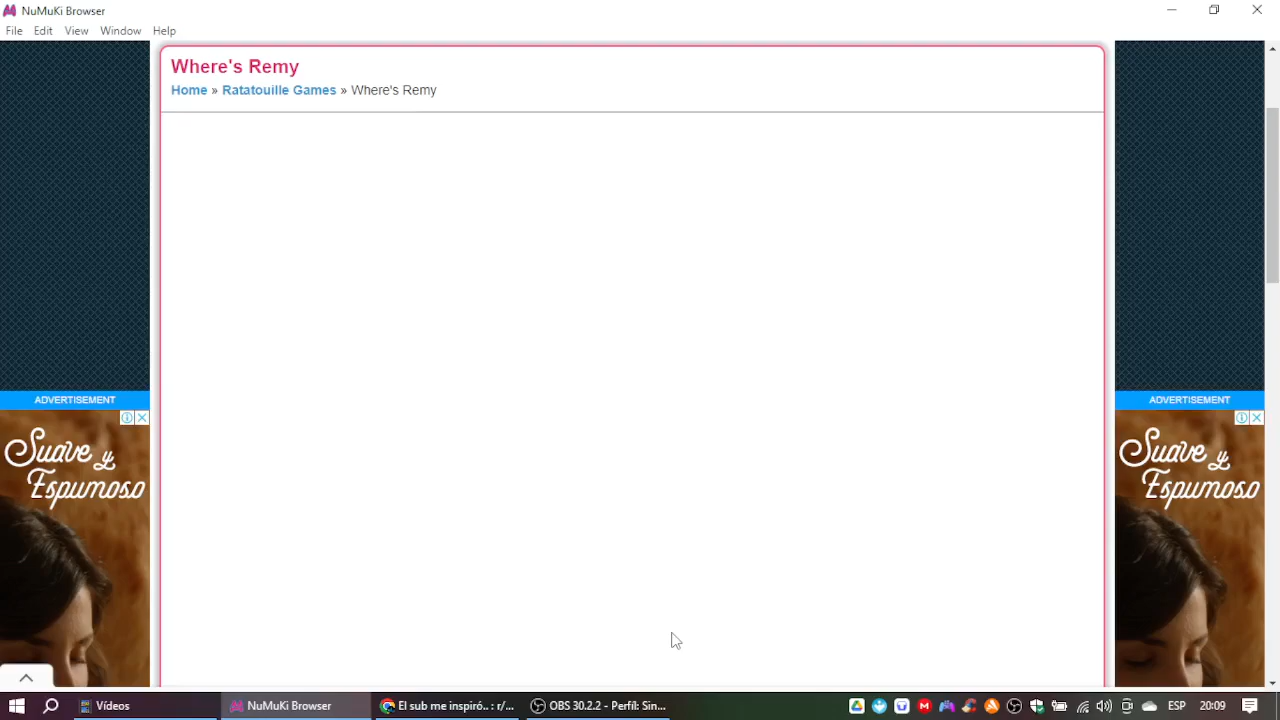 NuMuKi Browser
File Edit View Window Help
Where's Remy
Home » Ratatouille Games » Where's Remy
ADVERTISEMENT
Suave y
Espumoso
ADVERTISEMENT
Suave y
Espumoso
Vídeos
NuMuKi Browser
El sub me inspiró.. : r/...
OBS 30.2.2 - Perfil: Sin...
ESP
20:09